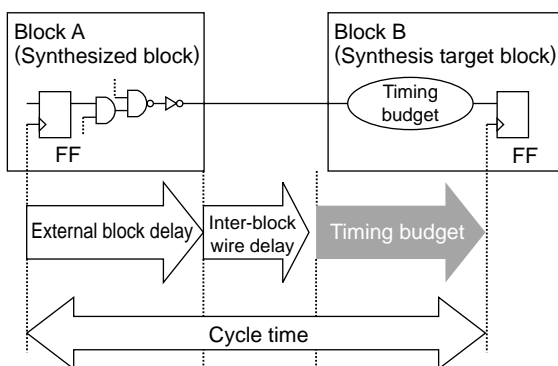 Block A
(Synthesized block)
Block B
(Synthesis target block)
Timing
budget
FF
FF
External block delay
Inter-block
wire delay
Timing budget
Cycle time